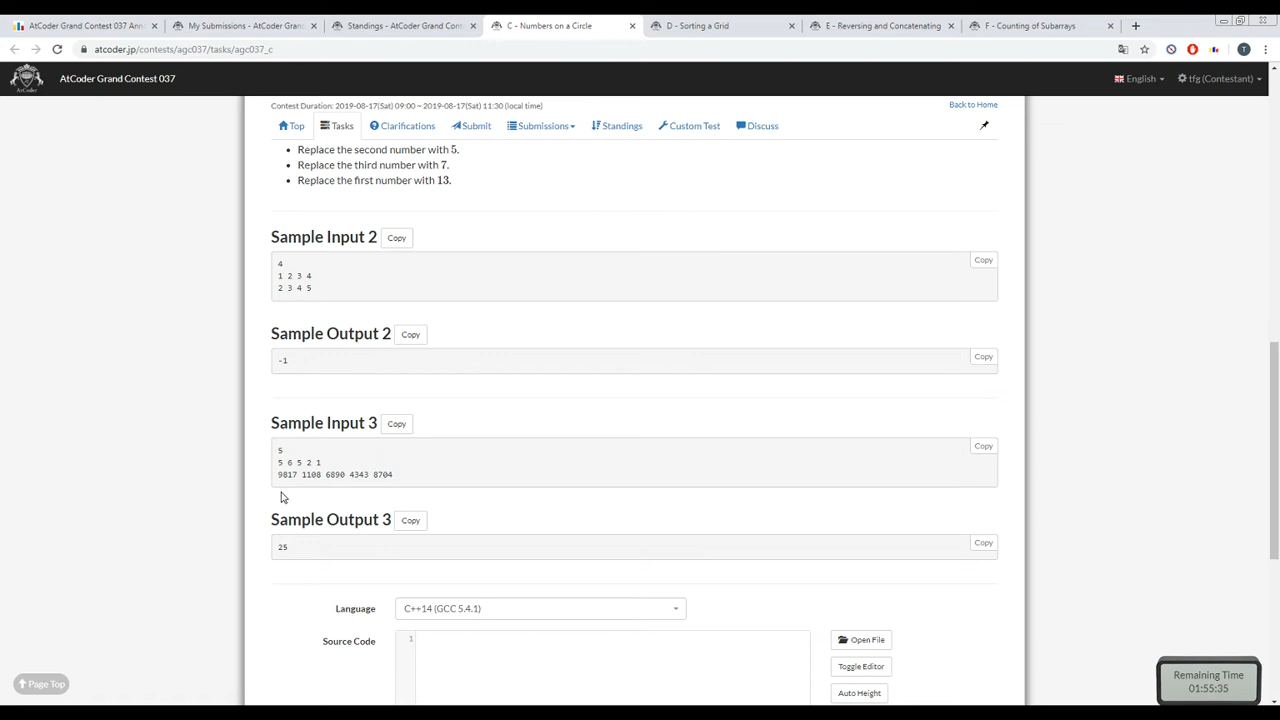 AtCoder Grand Contest 037 Ann
My Submissions - AtCoder Gran
Standings - AtCoder Grand Cont
C - Numbers on a Circle
D - Sorting a Grid
E - Reversing and Concatenating
F - Counting of Subarrays
atcoder.jp/contests/agc037/tasks/agc037_c
T
AtCoder Grand Contest 037
English
tfg (Contestant)
Contest Duration: 2019-08-17(Sat) 09:00 ~ 2019-08-17(Sat) 11:30 (local time)
Back to Home
Top
Tasks
Clarifications
Submit
Submissions
Standings
Custom Test
Discuss
• Replace the second number with 5.
• Replace the third number with 7.
• Replace the first number with 13.
Sample Input 2
Copy
Copy
4
1 2 3 4
2 3 4 5
Sample Output 2
Copy
Copy
-1
Sample Input 3
Copy
Copy
5
5 6 5 2 1
9817 1108 6890 4343 8704
Sample Output 3
Copy
Copy
25
Language
C++14 (GCC 5.4.1)
Source Code
1
Open File
Toggle Editor
Auto Height
Page Top
Remaining Time
01:55:35